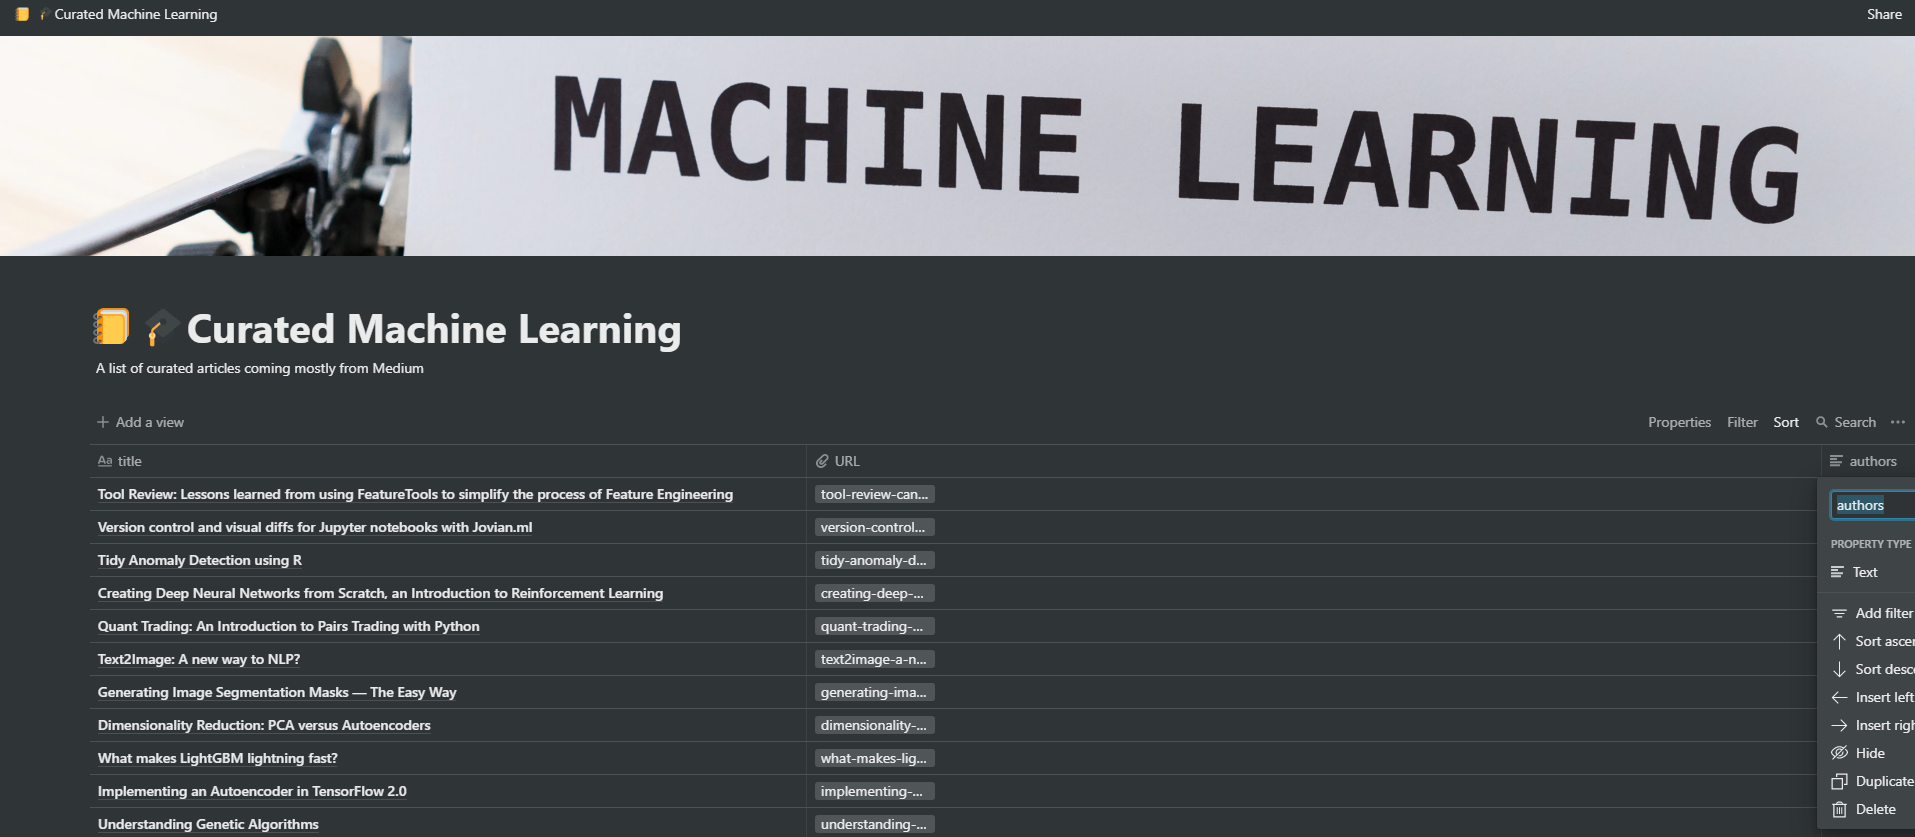 Curated Machine Learning
Share
MACHINE LEARNING
Curated Machine Learning
A list of curated articles coming mostly from Medium
Add a view
Properties Filter Sort Search
Aa title URL authors
Tool Review: Lessons learned from using FeatureTools to simplify the process of Feature Engineering tool-review-can...
Version control and visual diffs for Jupyter notebooks with Jovian.ml version-control...
Tidy Anomaly Detection using R tidy-anomaly-d...
Creating Deep Neural Networks from Scratch, an Introduction to Reinforcement Learning creating-deep-...
Quant Trading: An Introduction to Pairs Trading with Python quant-trading-...
Text2Image: A new way to NLP? text2image-a-n...
Generating Image Segmentation Masks — The Easy Way generating-ima...
Dimensionality Reduction: PCA versus Autoencoders dimensionality-...
What makes LightGBM lightning fast? what-makes-lig...
Implementing an Autoencoder in TensorFlow 2.0 implementing-...
Understanding Genetic Algorithms understanding-...
authors
PROPERTY TYPE
Text
Add filter
Sort ascer
Sort desc
Insert left
Insert righ
Hide
Duplicate
Delete